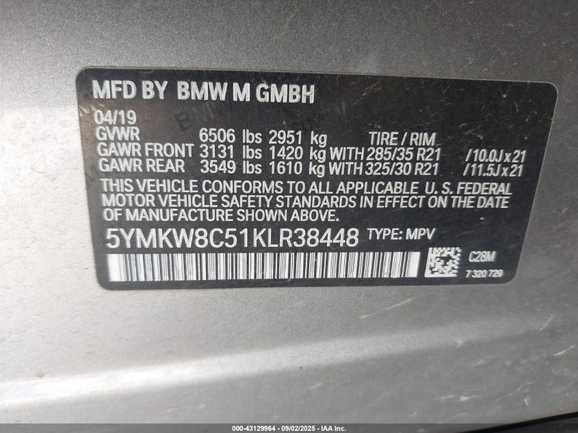 MFD BY BMW M GMBH
04/19
GVWR 6506 lbs 2951 kg TIRE / RIM
GAWR FRONT 3131 lbs 1420 kg WITH 285/35 R21 /10.0J x 21
GAWR REAR 3549 lbs 1610 kg WITH 325/30 R21 /11.5J x 21
THIS VEHICLE CONFORMS TO ALL APPLICABLE U. S. FEDERAL
MOTOR VEHICLE SAFETY STANDARDS IN EFFECT ON THE DATE OF
MANUFACTURE SHOWN ABOVE.
5YMKW8C51KLR38448 TYPE: MPV
C28M
7 320 729
000-43129964 - 09/02/2025 - IAAI.COM